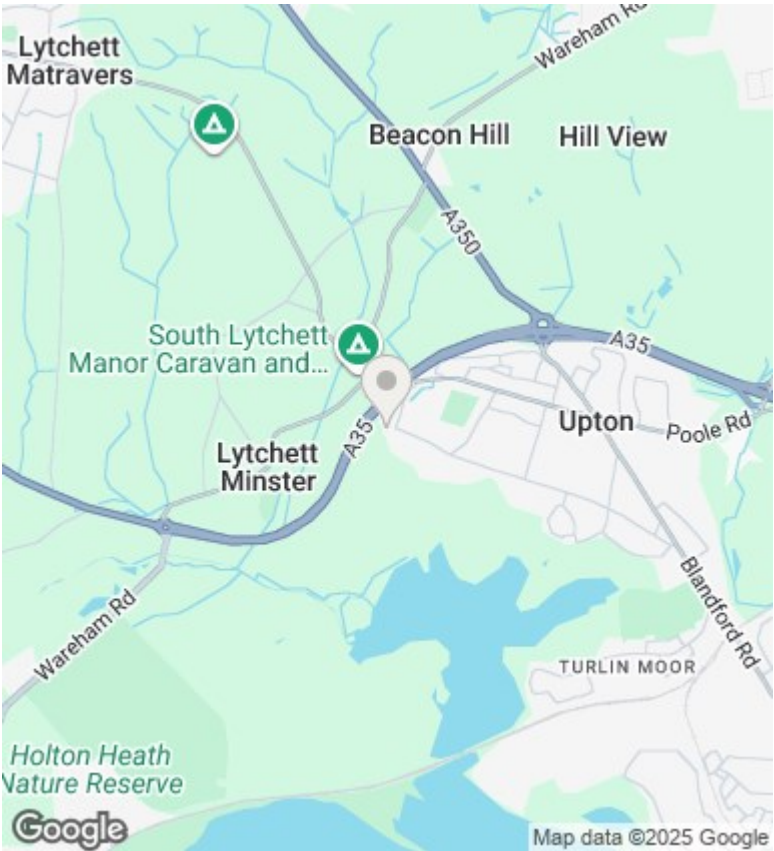 Lytchett
Matravers
Wareham Rd
Beacon Hill
Hill View
A350
South Lytchett
Manor Caravan and...
A35
A35
Upton
Poole Rd
Lytchett
Minster
Blandford Rd
Wareham Rd
TURLIN MOOR
Holton Heath
Nature Reserve
Google
Map data ©2025 Google